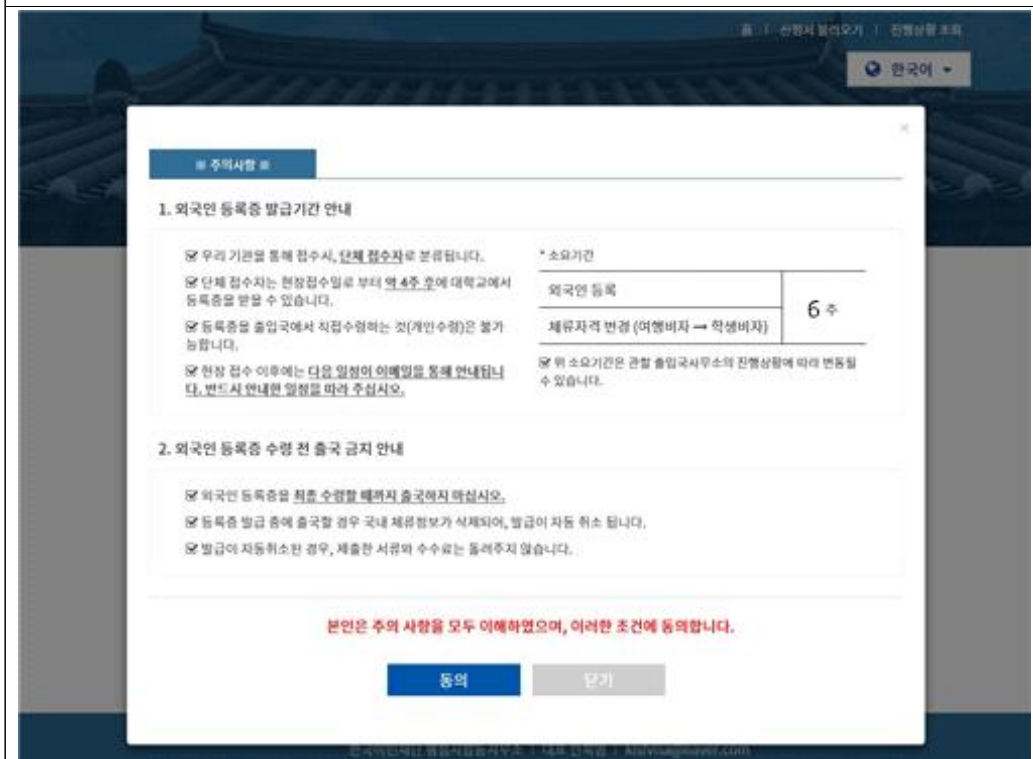 홈 | 신청서 불러오기 | 진행상황 조회
한국어
※ 주의사항 ※
1. 외국인 등록증 발급기간 안내
우리 기관을 통해 접수시, 단체 접수자로 분류됩니다.
단체 접수자는 현장접수일로 부터 약 4주 후에 대학교에서
등록증을 받을 수 있습니다.
등록증을 출입국에서 직접수령하는 것(개인수령)은 불가
능합니다.
현장 접수 이후에는 다음 일정이 이메일을 통해 안내됩니
다. 반드시 안내한 일정을 따라 주십시오.
* 소요기간
외국인 등록
체류자격 변경 (여행비자 → 학생비자)
6 주
위 소요기간은 관할 출입국사무소의 진행상황에 따라 변동될
수 있습니다.
2. 외국인 등록증 수령 전 출국 금지 안내
외국인 등록증을 최종 수령할 때까지 출국하지 마십시오.
등록증 발급 중에 출국할 경우 국내 체류정보가 삭제되어, 발급이 자동 취소 됩니다.
발급이 자동취소된 경우, 제출한 서류와 수수료는 돌려주지 않습니다.
본인은 주의 사항을 모두 이해하였으며, 이러한 조건에 동의합니다.
동의
닫기